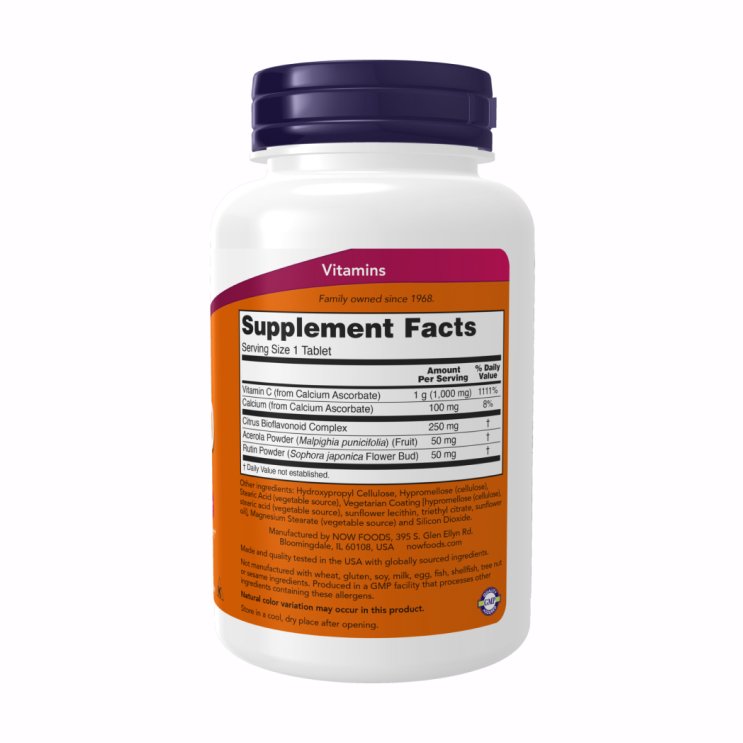 Vitamins
Family owned since 1968.
Supplement Facts
Serving Size 1 Tablet
Amount Per Serving % Daily Value
Vitamin C (from Calcium Ascorbate) 1 g (1,000 mg) 1111%
Calcium (from Calcium Ascorbate) 100 mg 8%
Citrus Bioflavonoid Complex 250 mg †
Acerola Powder (Malpighia punicifolia) (Fruit) 50 mg †
Rutin Powder (Sophora japonica Flower Bud) 50 mg †
† Daily Value not established.
Other ingredients: Hydroxypropyl Cellulose, Hypromellose (cellulose),
Stearic Acid (vegetable source), Vegetarian Coating [hypromellose (cellulose),
stearic acid (vegetable source), sunflower lecithin, triethyl citrate, sunflower
oil], Magnesium Stearate (vegetable source) and Silicon Dioxide.
Manufactured by NOW FOODS, 395 S. Glen Ellyn Rd.
Bloomingdale, IL 60108, USA nowfoods.com
Made and quality tested in the USA with globally sourced ingredients.
Not manufactured with wheat, gluten, soy, milk, egg, fish, shellfish, tree nut
or sesame ingredients. Produced in a GMP facility that processes other
ingredients containing these allergens.
Natural color variation may occur in this product.
Store in a cool, dry place after opening.
GMP